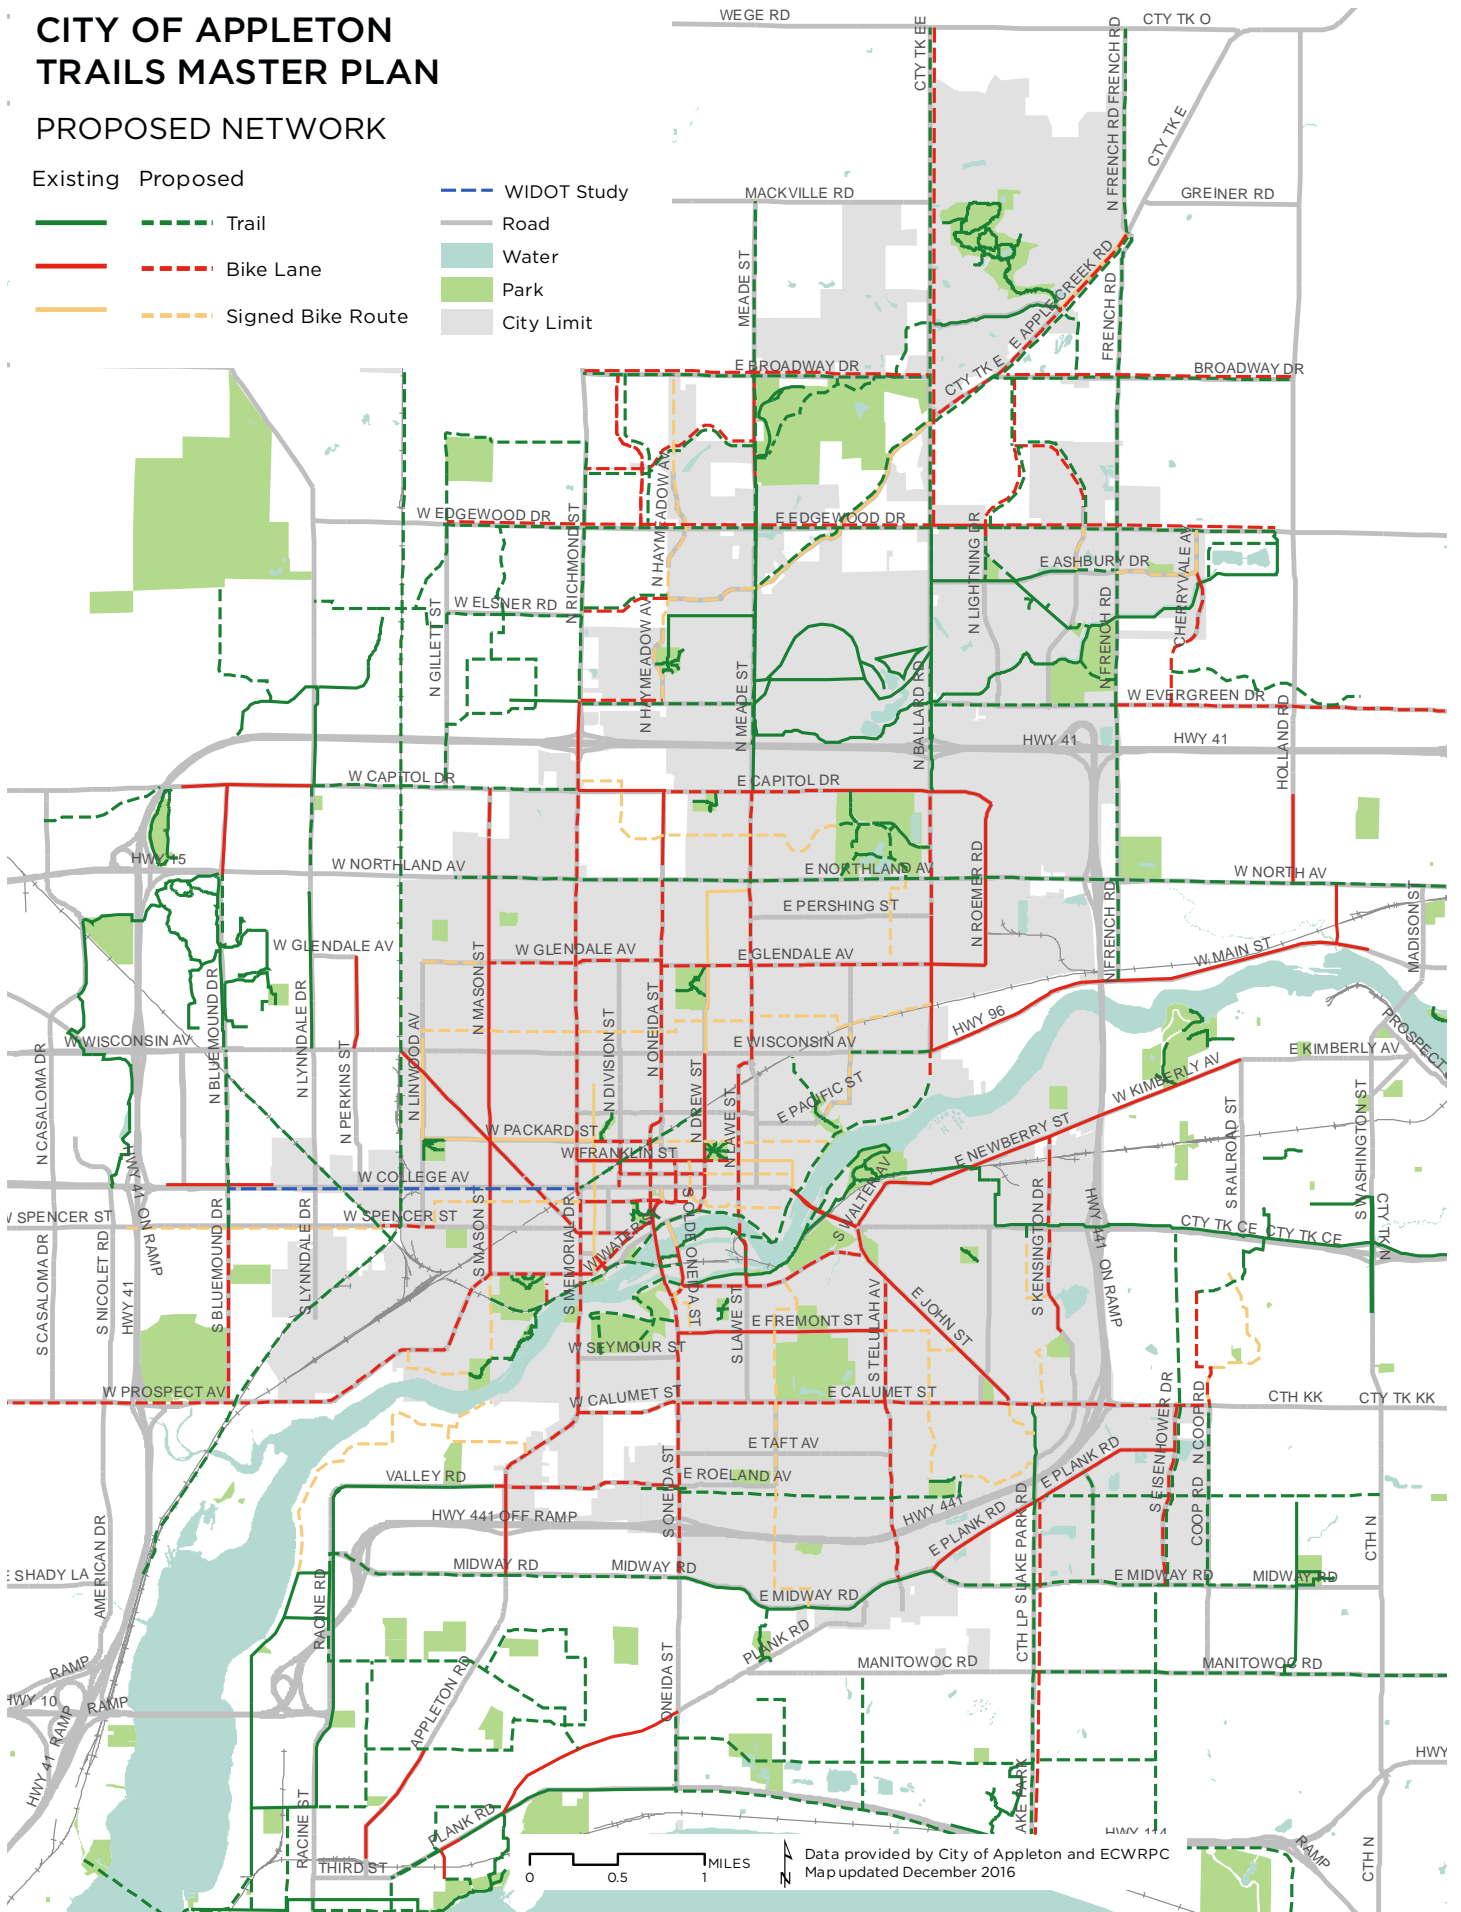 CITY OF APPLETON
TRAILS MASTER PLAN
PROPOSED NETWORK
Existing Proposed
Trail
Bike Lane
Signed Bike Route
WIDOT Study
Road
Water
Park
City Limit
WEGE RD
CTY TK O
CTY TK EE
N FRENCH RD FRENCH RD
CTY TK E
MACKVILLE RD
GREINER RD
MEADE ST
E APPLECREEK RD
FRENCH RD
E BROADWAY DR
CTY TK E
BROADWAY DR
N HAYMEADOW AV
W EDGEWOOD DR
E EDGEWOOD DR
N RICHMOND ST
N LIGHTNING DR
E ASHBURY DR
CHERRYVALE AV
W ELSNER RD
N GILLETT ST
N HAYMEADOW AV
N MEADE ST
N BALLARD RD
N FRENCH RD
W EVERGREEN DR
HOLLAND RD
HWY 41
HWY 41
W CAPITOL DR
E CAPITOL DR
HWY 15
W NORTHLAND AV
E NORTHLAND AV
W NORTH AV
E PERSHING ST
N ROEMER RD
N FRENCH RD
MADISON ST
W GLENDALE AV
W GLENDALE AV
E GLENDALE AV
W MAIN ST
N MASON ST
N BLUEMOUND DR
N LYNNDALE DR
N PERKINS ST
N LINWOOD AV
N DIVISION ST
N ONEIDA ST
HWY 96
PROSPECT
W WISCONSIN AV
E WISCONSIN AV
E KIMBERLY AV
N CASALOMA DR
N DREW ST
N LAWE ST
E PACIFIC ST
W KIMBERLY AV
W PACKARD ST
W FRANKLIN ST
E NEWBERRY ST
S RAILROAD ST
S WASHINGTON ST
HWY 41 ON RAMP
W COLLEGE AV
W SPENCER ST
W SPENCER ST
S WALTER AV
CTY TK CE
CTY TK CE
CTY TK N
S CASALOMA DR
S NICOLET RD
HWY 41
S BLUEMOUND DR
S LYNNDALE DR
S MASON ST
S MEMORIAL DR
W WATER
S OLDE ONEIDA ST
S LAWE ST
S KENSINGTON DR
HWY 441 ON RAMP
E FREMONT ST
E JOHN ST
S TELULAH AV
W SEYMOUR ST
W PROSPECT AV
W CALUMET ST
E CALUMET ST
CTH KK
CTY TK KK
S EISENHOWER DR
N COOP RD
COOP RD
E TAFT AV
VALLEY RD
S ONEIDA ST
E ROELAND AV
E PLANK RD
HWY 441 OFF RAMP
HWY 441
E PLANK RD
CTH LP S LAKE PARK RD
AMERICAN DR
E SHADY LA
MIDWAY RD
MIDWAY RD
E MIDWAY RD
E MIDWAY RD
MIDWAY RD
CTH N
RACINE RD
PLANK RD
MANITOWOC RD
MANITOWOC RD
RAMP
HWY 10
RAMP
HWY 41 RAMP
APPLETON RD
ONEIDA ST
RACINE ST
PLANK RD
THIRD ST
AKE PARK
HWY 114
HWY
RAMP
CTH N
0 0.5 1 MILES
N
Data provided by City of Appleton and ECWRPC
Map updated December 2016